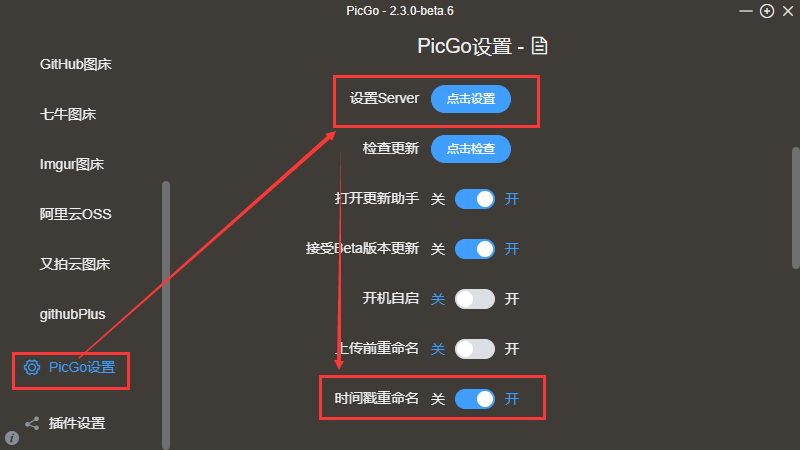 PicGo - 2.3.0-beta.6
GitHub图床
七牛图床
Imgur图床
阿里云OSS
又拍云图床
githubPlus
PicGo设置
插件设置
PicGo设置 -
设置Server 点击设置
检查更新 点击检查
打开更新助手 关 开
接受Beta版本更新 关 开
开机自启 关 开
上传前重命名 关 开
时间戳重命名 关 开